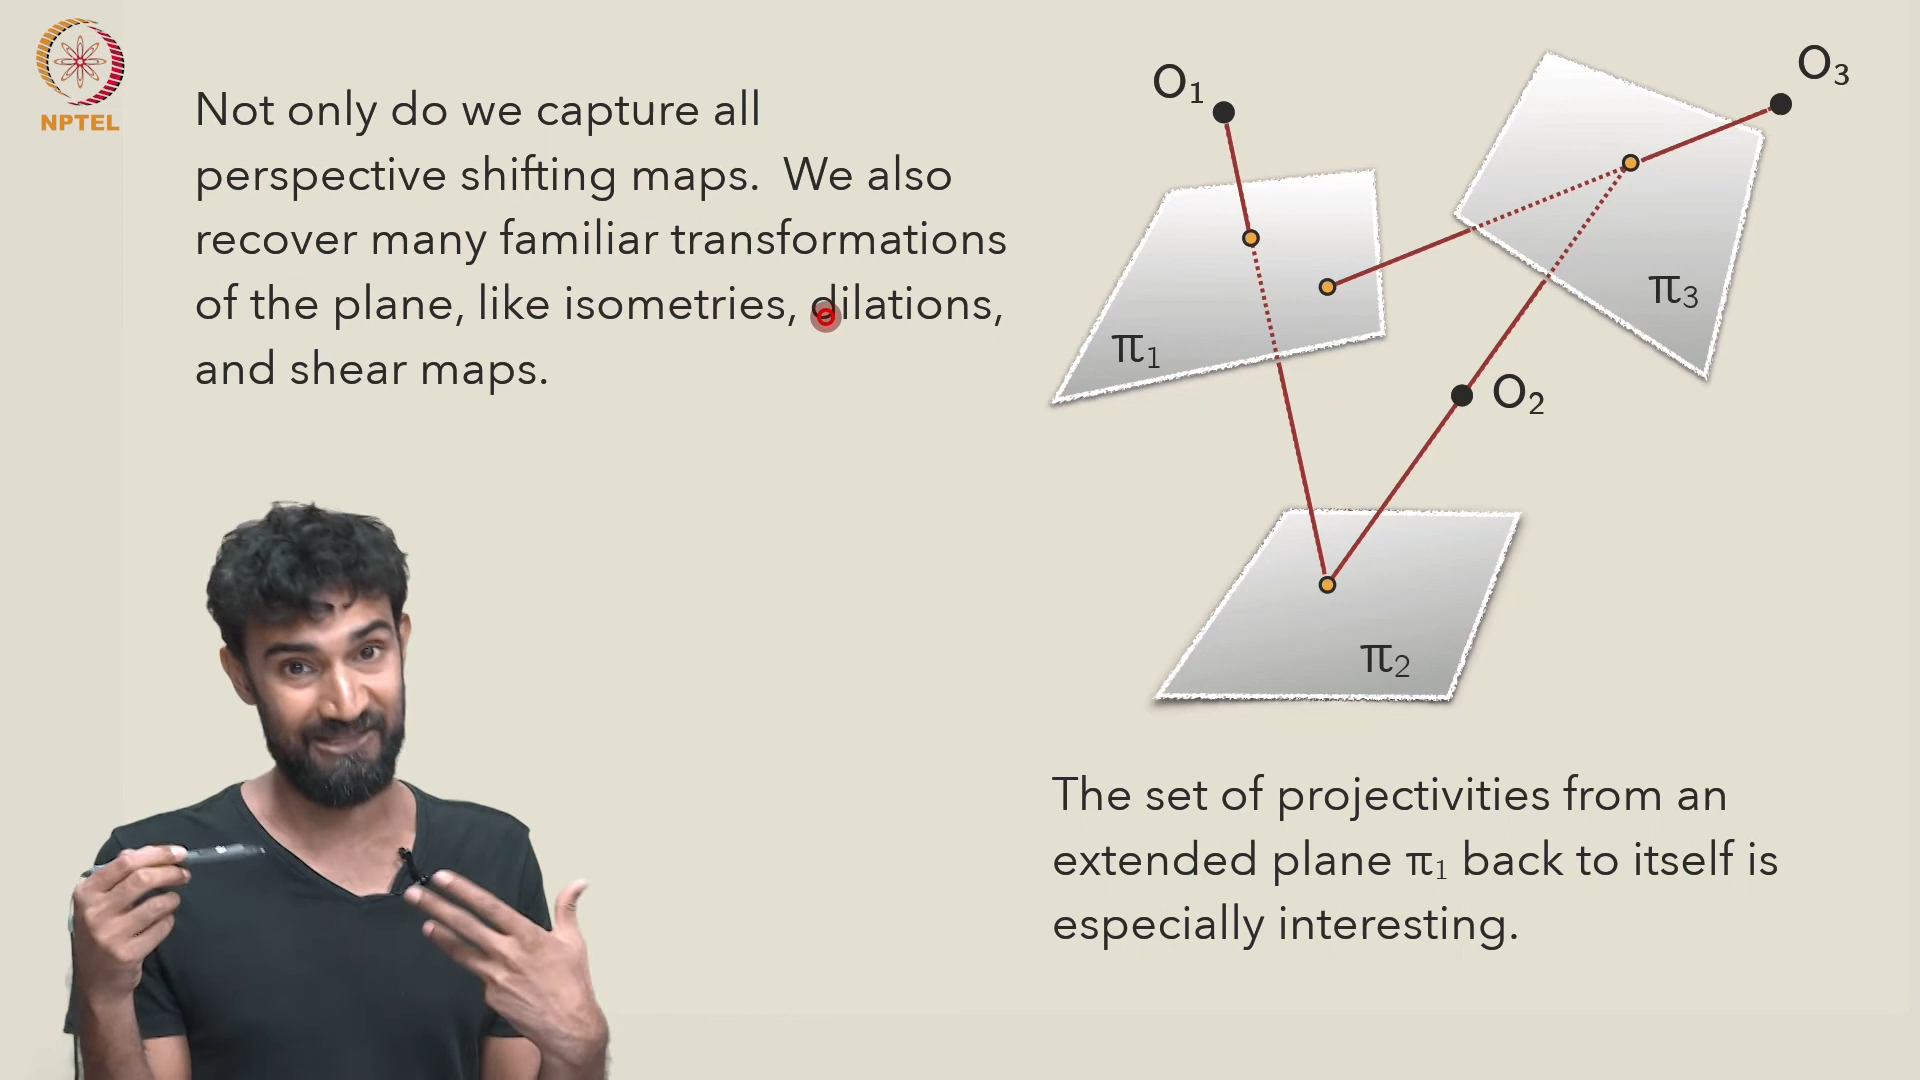 NPTEL
Not only do we capture all
perspective shifting maps. We also
recover many familiar transformations
of the plane, like isometries, dilations,
and shear maps.
O₁
O₃
π₁
π₃
O₂
π₂
The set of projectivities from an
extended plane π₁ back to itself is
especially interesting.